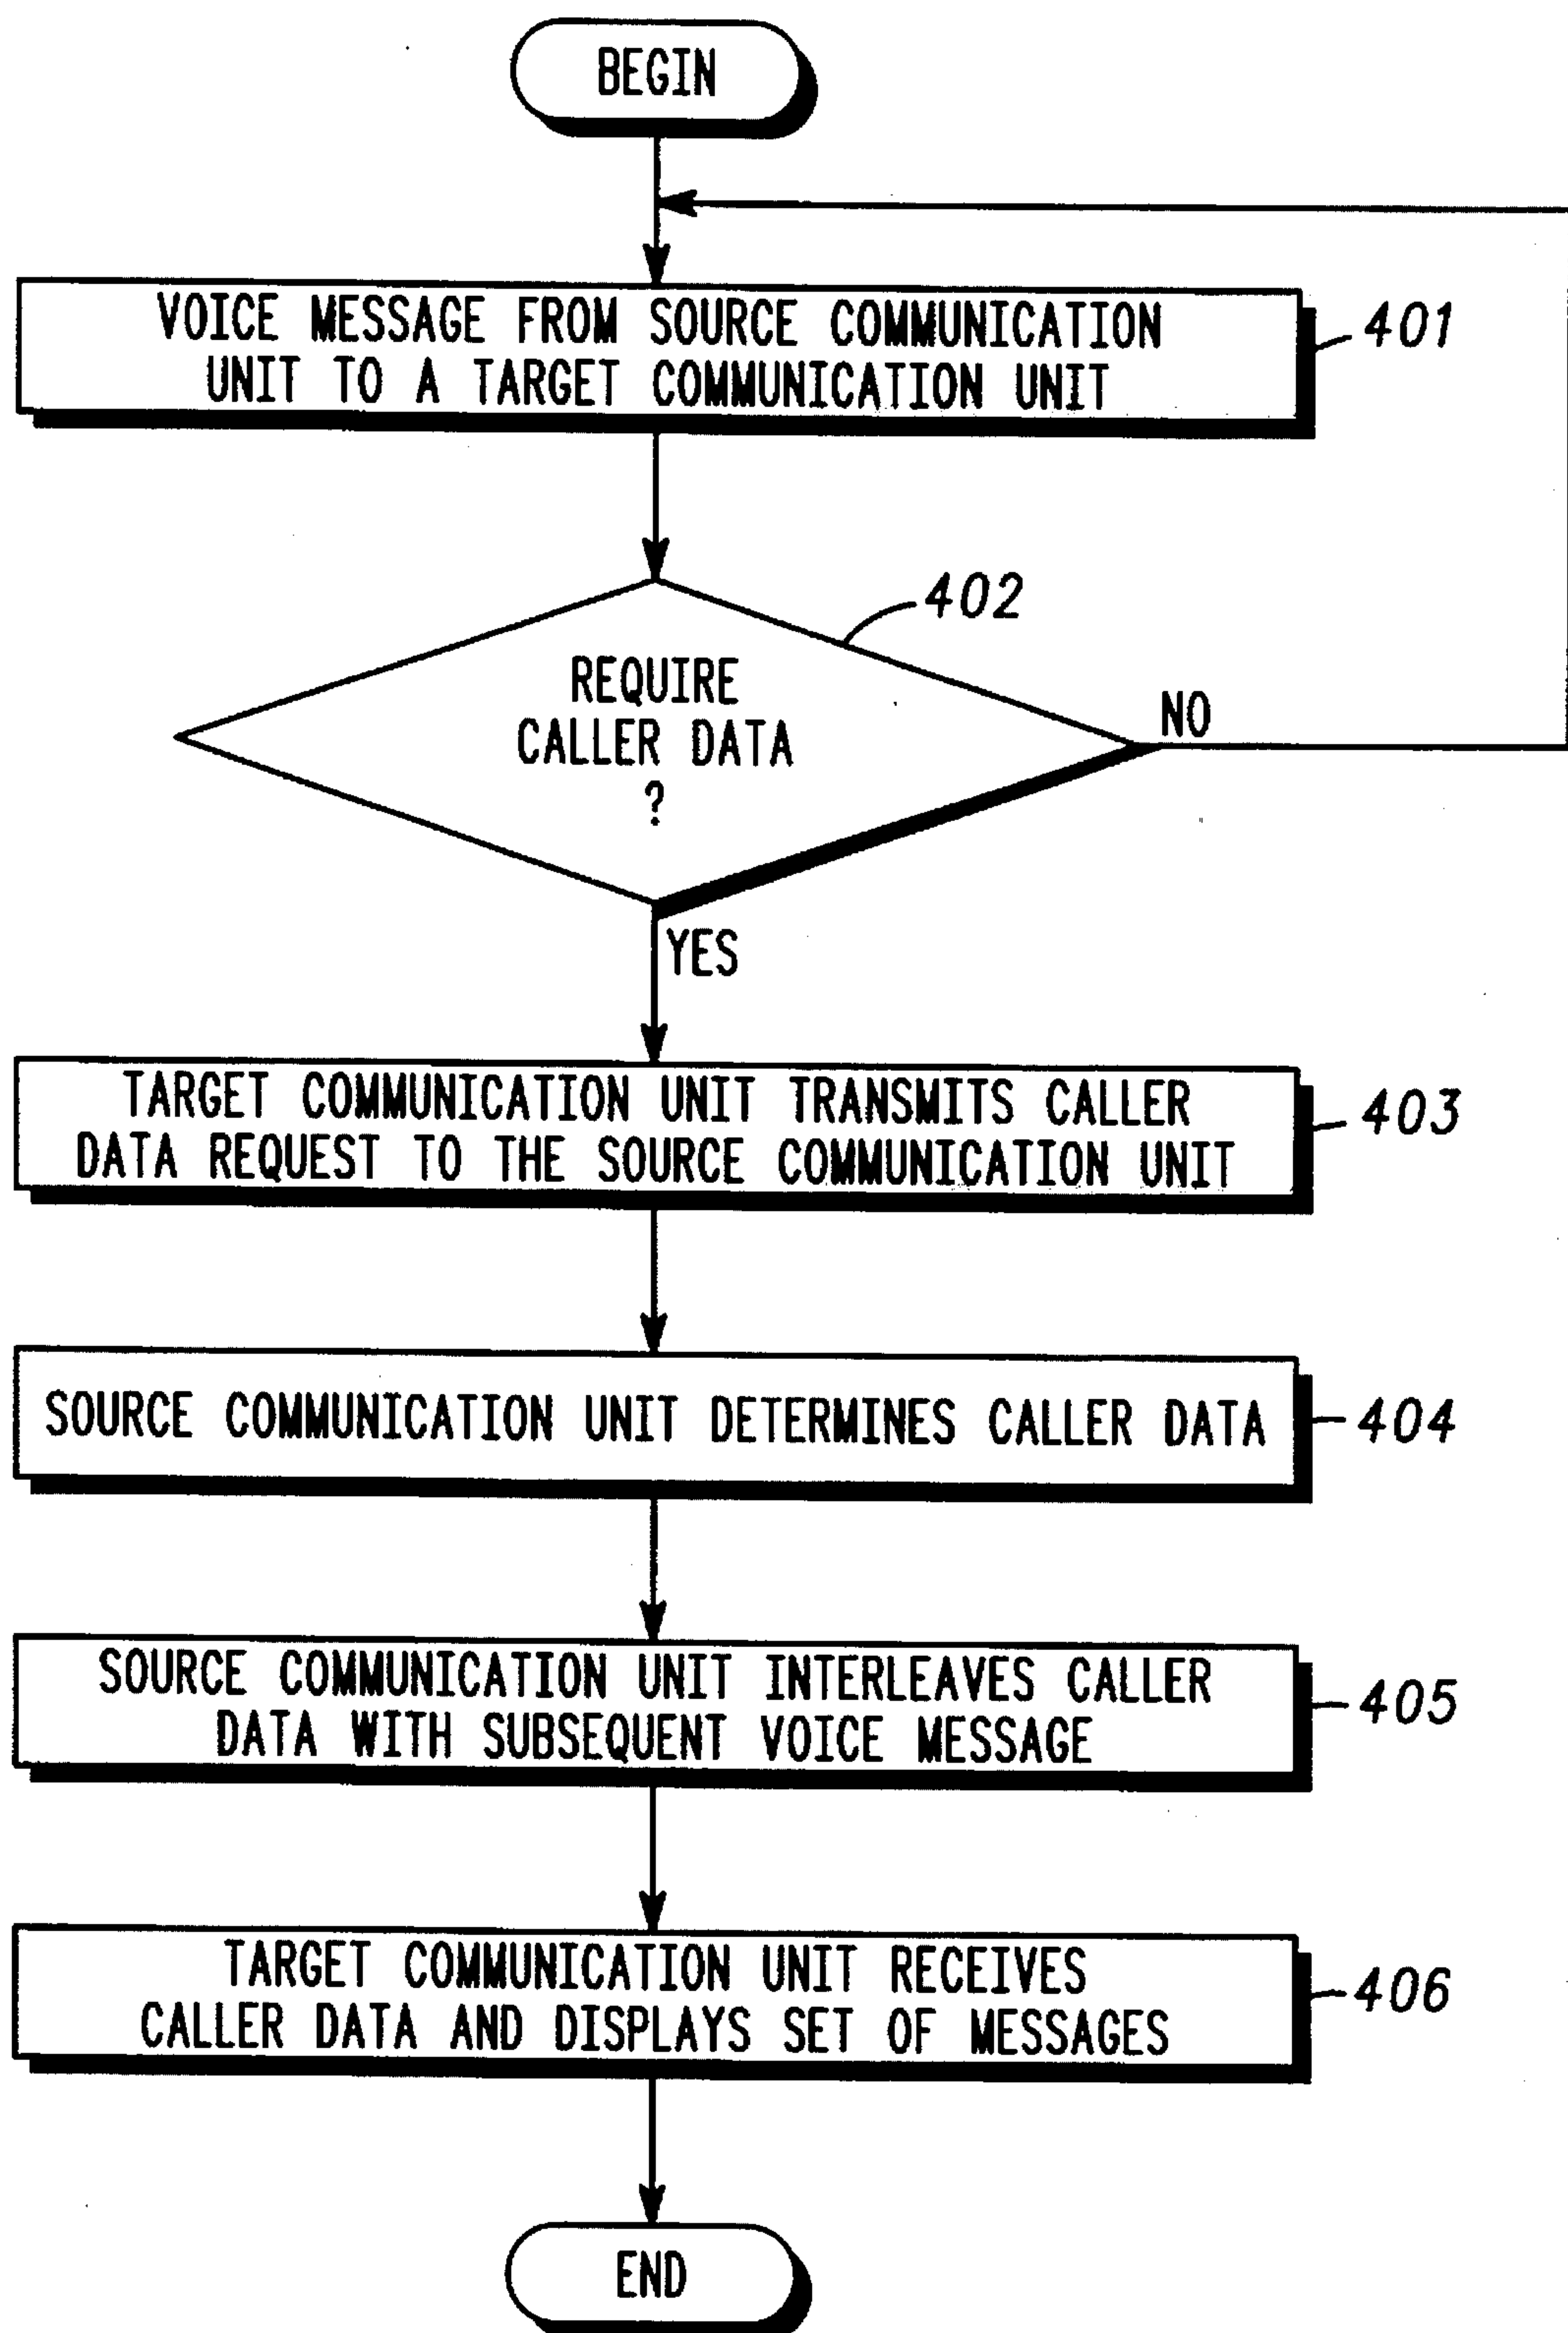 BEGIN
VOICE MESSAGE FROM SOURCE COMMUNICATION
UNIT TO A TARGET COMMUNICATION UNIT
401
402
REQUIRE
CALLER DATA
?
NO
YES
TARGET COMMUNICATION UNIT TRANSMITS CALLER
DATA REQUEST TO THE SOURCE COMMUNICATION UNIT
403
SOURCE COMMUNICATION UNIT DETERMINES CALLER DATA
404
SOURCE COMMUNICATION UNIT INTERLEAVES CALLER
DATA WITH SUBSEQUENT VOICE MESSAGE
405
TARGET COMMUNICATION UNIT RECEIVES
CALLER DATA AND DISPLAYS SET OF MESSAGES
406
END